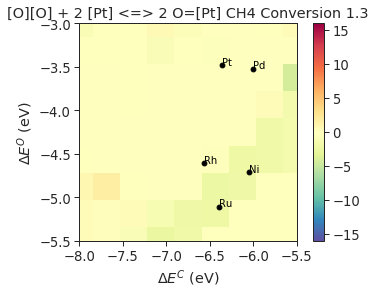 [O][O] + 2 [Pt] <=> 2 O=[Pt] CH4 Conversion 1.3
−3.0
−3.5
−4.0
−4.5
−5.0
−5.5
ΔE^O (eV)
Pt
Pd
Rh
Ni
Ru
−8.0 −7.5 −7.0 −6.5 −6.0 −5.5
ΔE^C (eV)
15
10
5
0
−5
−10
−15